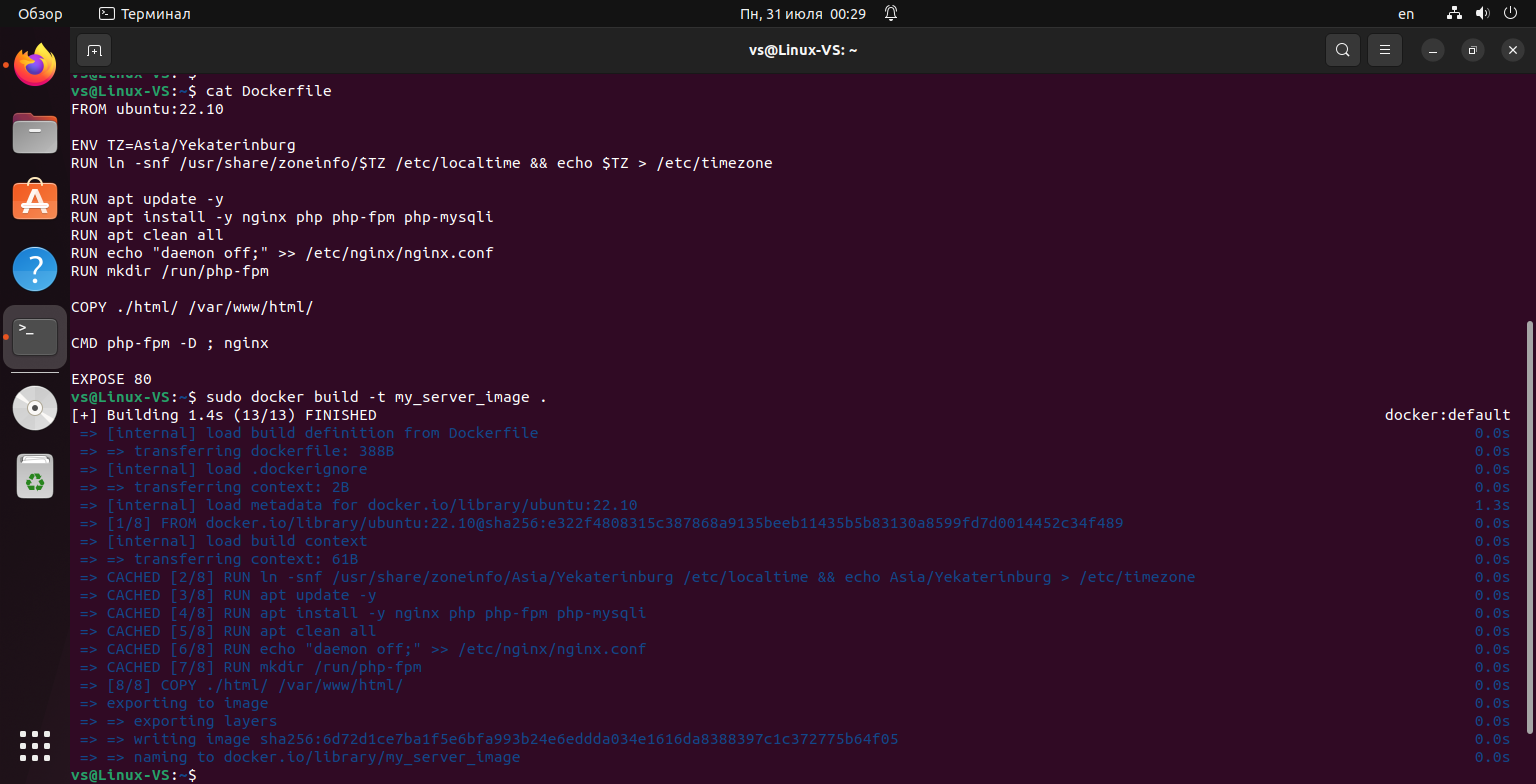 Обзор
Терминал
Пн, 31 июля 00:29
en
vs@Linux-VS: ~
vs@Linux-VS:~$
vs@Linux-VS:~$ cat Dockerfile
FROM ubuntu:22.10
ENV TZ=Asia/Yekaterinburg
RUN ln -snf /usr/share/zoneinfo/$TZ /etc/localtime && echo $TZ > /etc/timezone
RUN apt update -y
RUN apt install -y nginx php php-fpm php-mysqli
RUN apt clean all
RUN echo "daemon off;" >> /etc/nginx/nginx.conf
RUN mkdir /run/php-fpm
COPY ./html/ /var/www/html/
CMD php-fpm -D ; nginx
EXPOSE 80
vs@Linux-VS:~$ sudo docker build -t my_server_image .
[+] Building 1.4s (13/13) FINISHED docker:default
=> [internal] load build definition from Dockerfile 0.0s
=> => transferring dockerfile: 388B 0.0s
=> [internal] load .dockerignore 0.0s
=> => transferring context: 2B 0.0s
=> [internal] load metadata for docker.io/library/ubuntu:22.10 1.3s
=> [1/8] FROM docker.io/library/ubuntu:22.10@sha256:e322f4808315c387868a9135beeb11435b5b83130a8599fd7d0014452c34f489 0.0s
=> [internal] load build context 0.0s
=> => transferring context: 61B 0.0s
=> CACHED [2/8] RUN ln -snf /usr/share/zoneinfo/Asia/Yekaterinburg /etc/localtime && echo Asia/Yekaterinburg > /etc/timezone 0.0s
=> CACHED [3/8] RUN apt update -y 0.0s
=> CACHED [4/8] RUN apt install -y nginx php php-fpm php-mysqli 0.0s
=> CACHED [5/8] RUN apt clean all 0.0s
=> CACHED [6/8] RUN echo "daemon off;" >> /etc/nginx/nginx.conf 0.0s
=> CACHED [7/8] RUN mkdir /run/php-fpm 0.0s
=> [8/8] COPY ./html/ /var/www/html/ 0.0s
=> exporting to image 0.0s
=> => exporting layers 0.0s
=> => writing image sha256:6d72d1ce7ba1f5e6bfa993b24e6eddda034e1616da8388397c1c372775b64f05 0.0s
=> => naming to docker.io/library/my_server_image 0.0s
vs@Linux-VS:~$